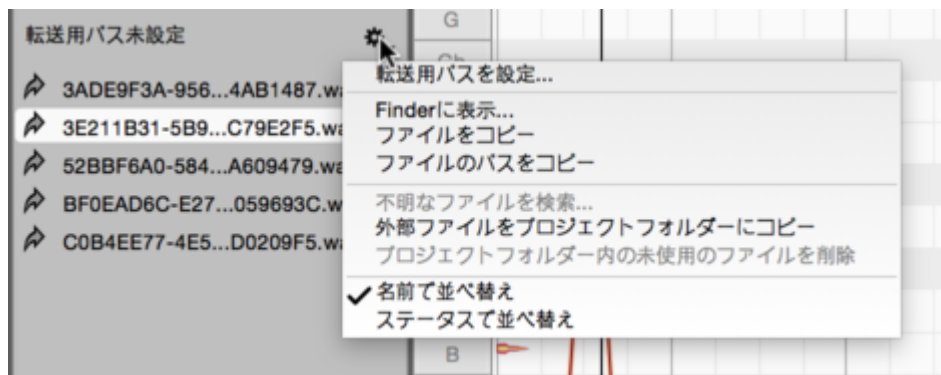 転送用パス未設定
G
3ADE9F3A-956...4AB1487.wa
3E211B31-5B9...C79E2F5.wa
52BBF6A0-584...A609479.wa
BF0EAD6C-E27...059693C.w
C0B4EE77-4E5...D0209F5.wa
転送用パスを設定...
Finderに表示...
ファイルをコピー
ファイルのパスをコピー
不明なファイルを検索...
外部ファイルをプロジェクトフォルダーにコピー
プロジェクトフォルダー内の未使用のファイルを削除
名前で並べ替え
ステータスで並べ替え
B